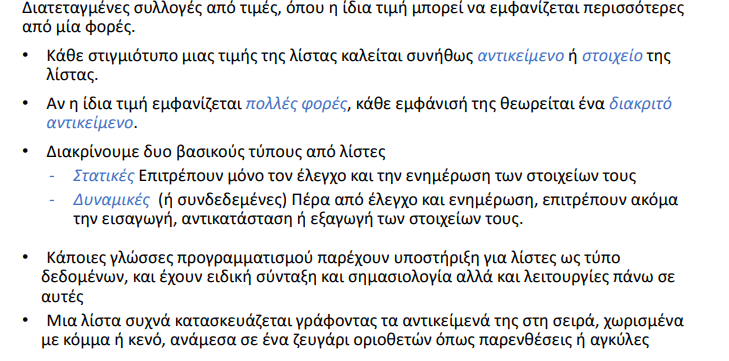 Διατεταγμένες συλλογές από τιμές, όπου η ίδια τιμή μπορεί να εμφανίζεται περισσότερες
από μία φορές.
• Κάθε στιγμιότυπο μιας τιμής της λίστας καλείται συνήθως αντικείμενο ή στοιχείο της
λίστας.
• Αν η ίδια τιμή εμφανίζεται πολλές φορές, κάθε εμφάνισή της θεωρείται ένα διακριτό
αντικείμενο.
• Διακρίνουμε δυο βασικούς τύπους από λίστες
- Στατικές Επιτρέπουν μόνο τον έλεγχο και την ενημέρωση των στοιχείων τους
- Δυναμικές (ή συνδεδεμένες) Πέρα από έλεγχο και ενημέρωση, επιτρέπουν ακόμα
την εισαγωγή, αντικατάσταση ή εξαγωγή των στοιχείων τους.
• Κάποιες γλώσσες προγραμματισμού παρέχουν υποστήριξη για λίστες ως τύπο
δεδομένων, και έχουν ειδική σύνταξη και σημασιολογία αλλά και λειτουργίες πάνω σε
αυτές
• Μια λίστα συχνά κατασκευάζεται γράφοντας τα αντικείμενά της στη σειρά, χωρισμένα
με κόμμα ή κενό, ανάμεσα σε ένα ζευγάρι οριοθετών όπως παρενθέσεις ή αγκύλες